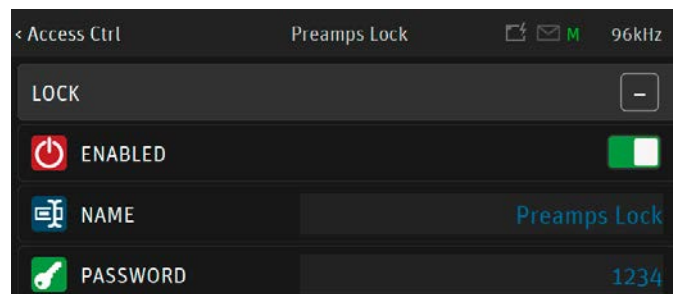 < Access Ctrl Preamps Lock M 96kHz
LOCK
ENABLED
NAME Preamps Lock
PASSWORD 1234